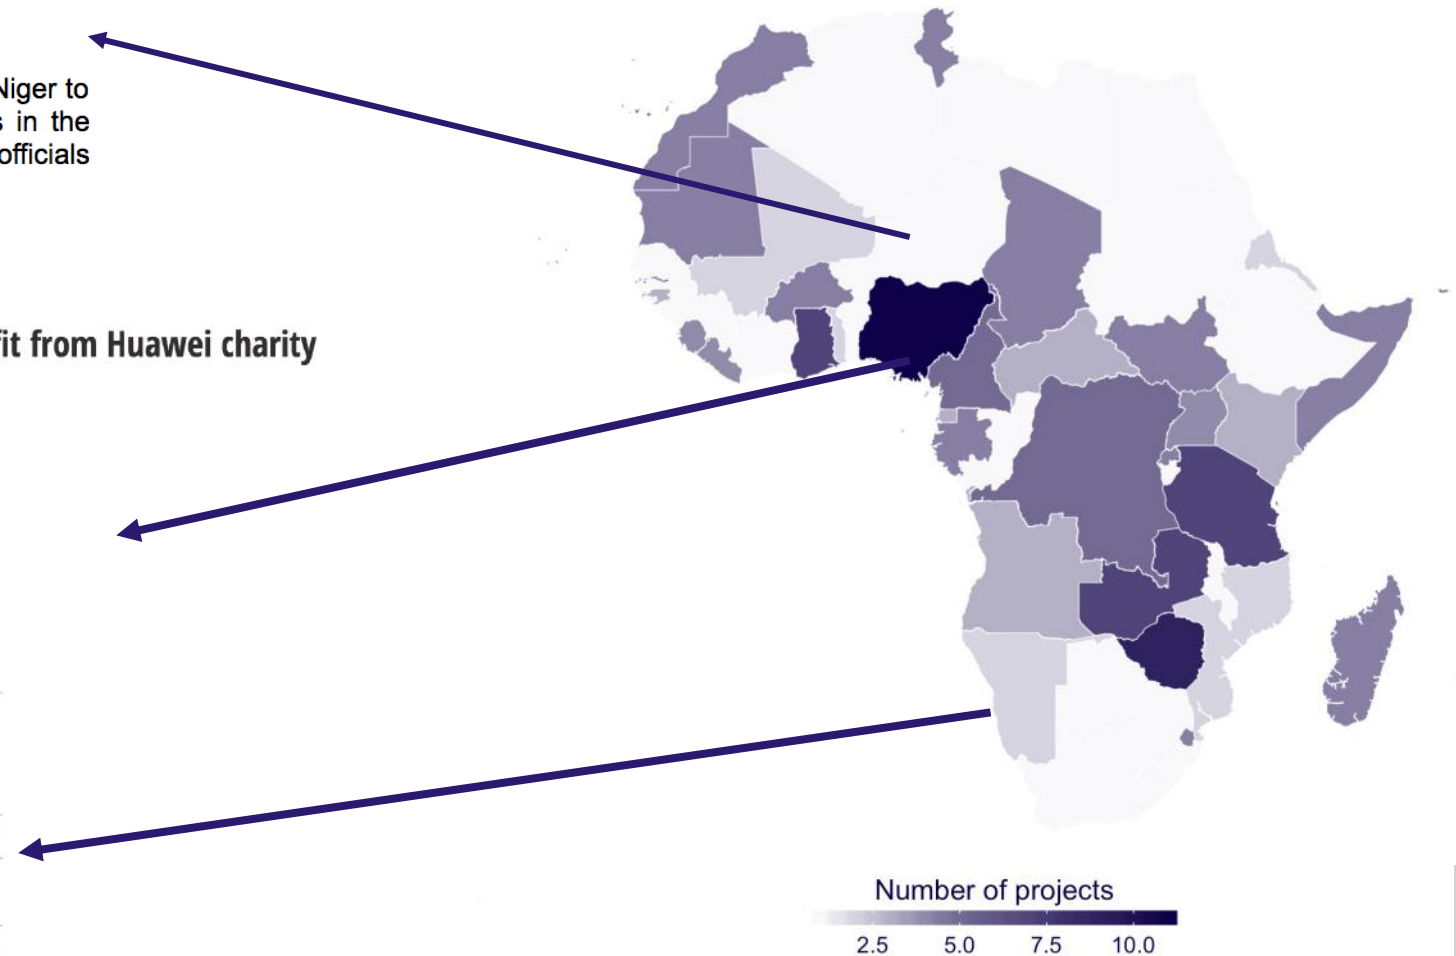 Niger to
s in the
officials
fit from Huawei charity
Number of projects
2.5 5.0 7.5 10.0